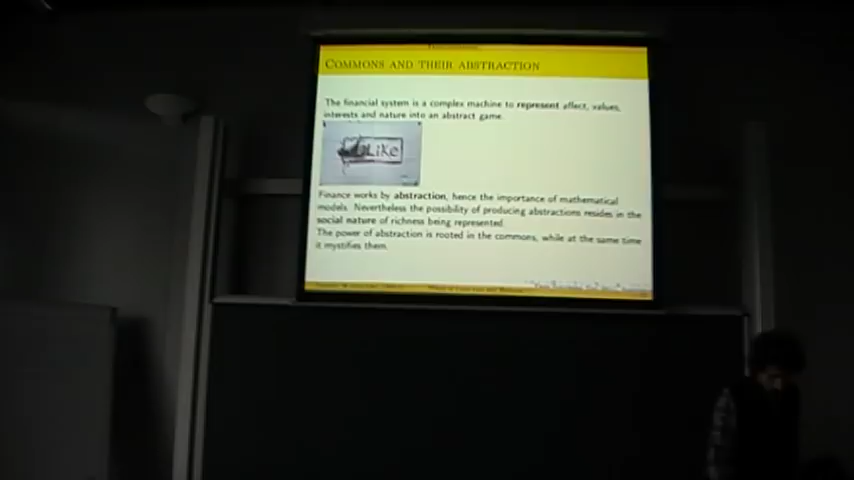 COMMONS AND THEIR ABSTRACTION
The financial system is a complex machine to represent affect, values,
interests and nature into an abstract game.
Like
Finance works by abstraction, hence the importance of mathematical
models. Nevertheless the possibility of producing abstractions resides in the
social nature of richness being represented.
The power of abstraction is rooted in the commons, while at the same time
it mystifies them.